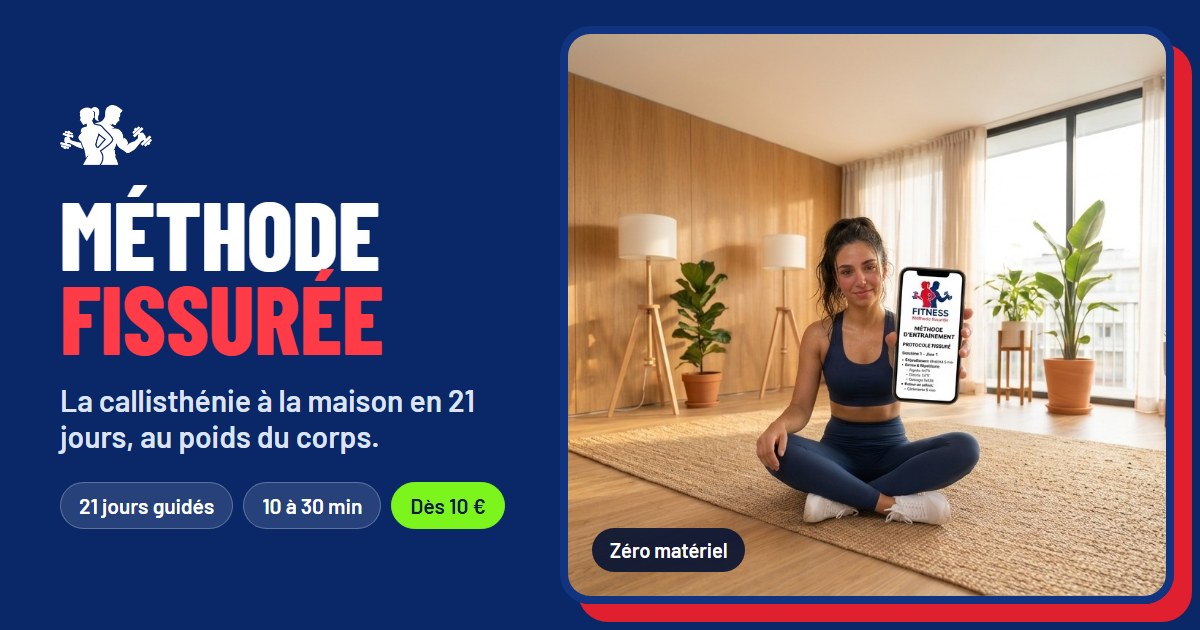 MÉTHODE
FISSURÉE
La callisthénie à la maison en 21
jours, au poids du corps.
21 jours guidés
10 à 30 min
Dès 10 €
Zéro matériel
FITNESS
MÉTHODE
D'ENTRAINEMENT
PROTOCOLE FISSURÉ